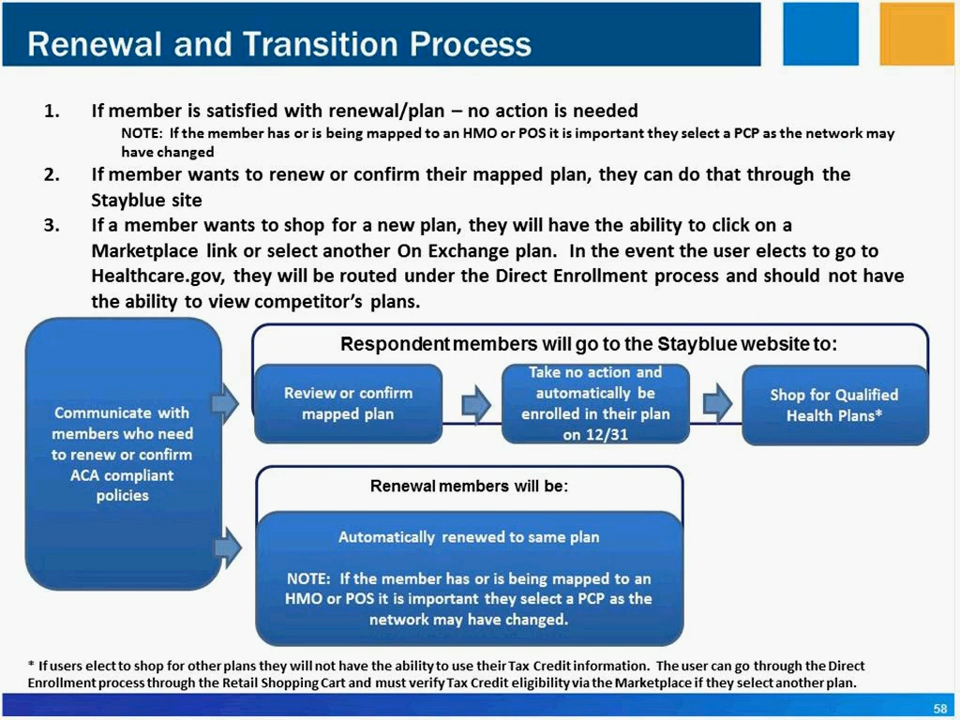 Renewal and Transition Process
1. If member is satisfied with renewal/plan – no action is needed
NOTE: If the member has or is being mapped to an HMO or POS it is important they select a PCP as the network may
have changed
2. If member wants to renew or confirm their mapped plan, they can do that through the
Stayblue site
3. If a member wants to shop for a new plan, they will have the ability to click on a
Marketplace link or select another On Exchange plan. In the event the user elects to go to
Healthcare.gov, they will be routed under the Direct Enrollment process and should not have
the ability to view competitor's plans.
Communicate with
members who need
to renew or confirm
ACA compliant
policies
Respondent members will go to the Stayblue website to:
Review or confirm
mapped plan
Take no action and
automatically be
enrolled in their plan
on 12/31
Shop for Qualified
Health Plans*
Renewal members will be:
Automatically renewed to same plan
NOTE: If the member has or is being mapped to an
HMO or POS it is important they select a PCP as the
network may have changed.
* If users elect to shop for other plans they will not have the ability to use their Tax Credit information. The user can go through the Direct
Enrollment process through the Retail Shopping Cart and must verify Tax Credit eligibility via the Marketplace if they select another plan.
58